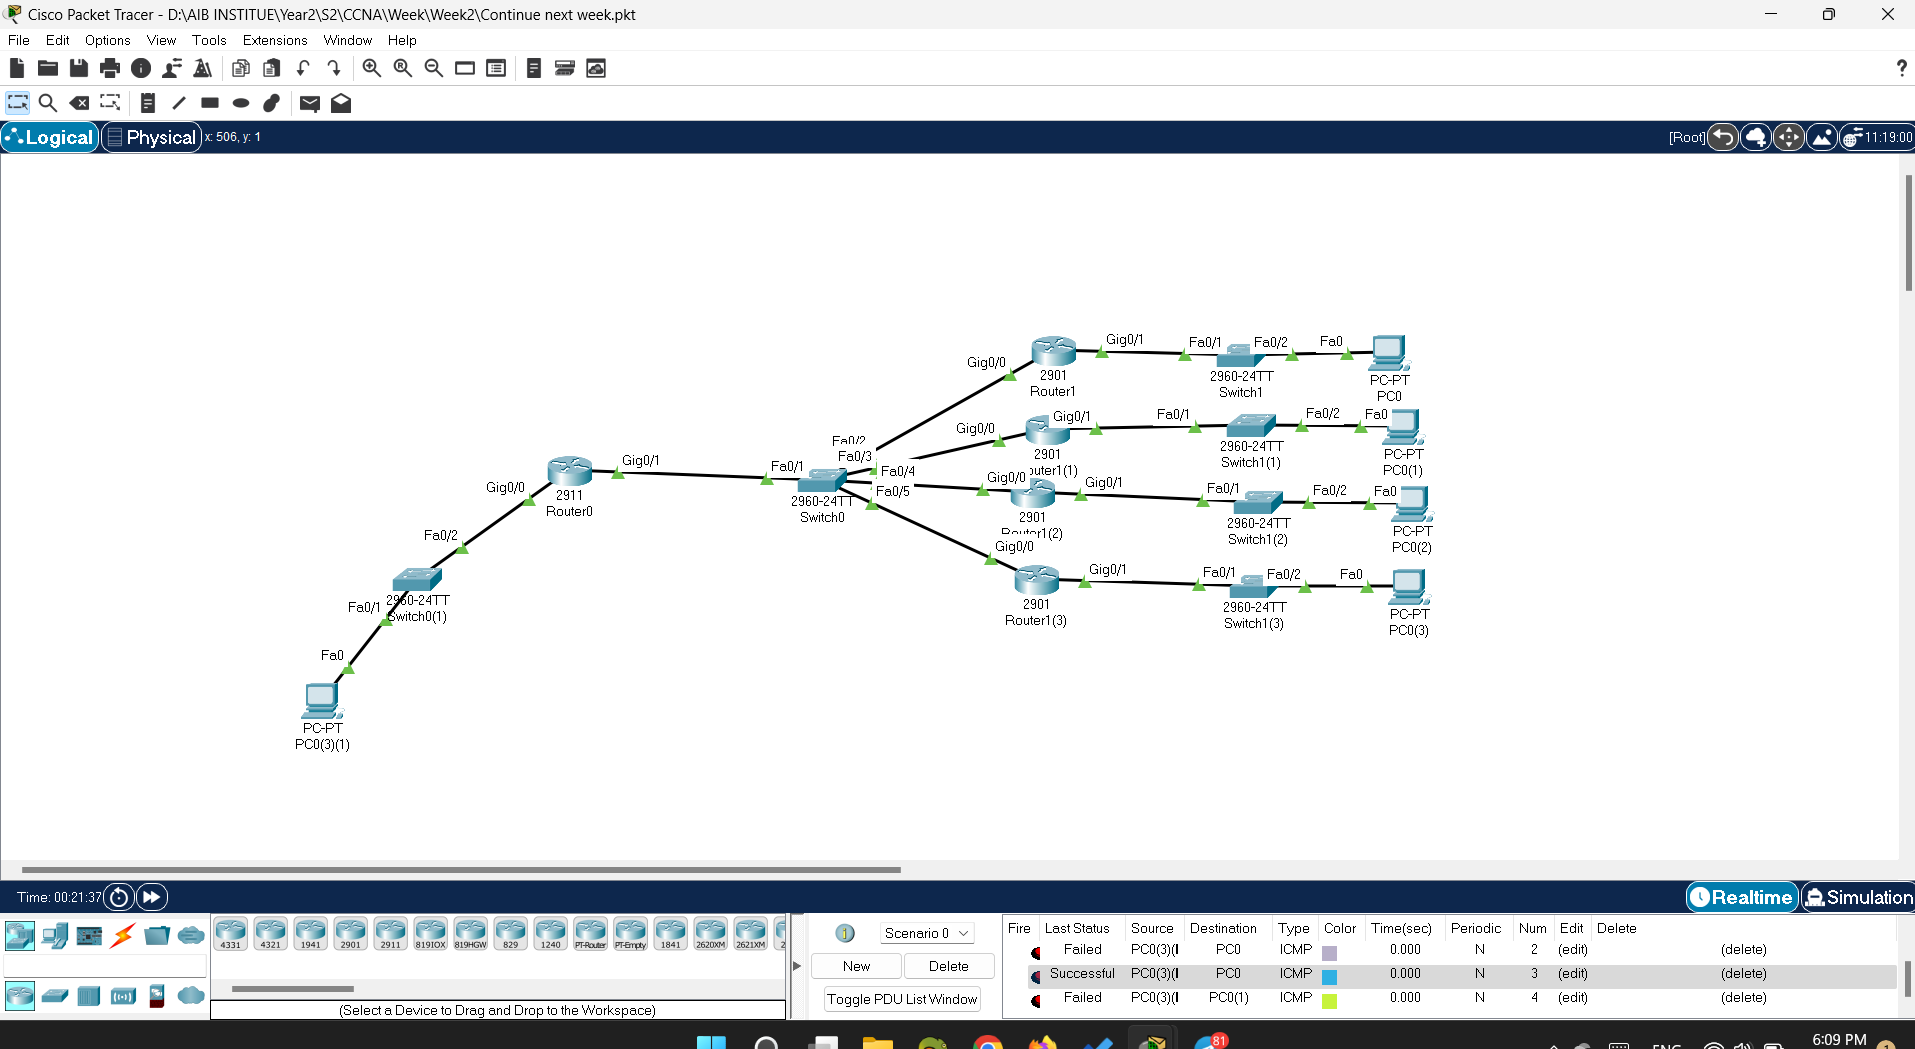 Cisco Packet Tracer - D:\AIB INSTITUE\Year2\S2\CCNA\Week\Week2\Continue next week.pkt
File Edit Options View Tools Extensions Window Help
?
Logical Physical x: 506, y: 1 [Root] 11:19:00
Gig0/1 Fa0/1 Fa0/2 Fa0
Gig0/0
2901
Router1
2960-24TT
Switch1
PC-PT
PC0
Gig0/0 Gig0/1 Fa0/1 Fa0/2 Fa0
2901
2960-24TT
Switch1(1)
PC-PT
PC0(1)
Fa0/2
Fa0/3
Fa0/4
Fa0/5
Gig0/1 Fa0/1
Gig0/0
2911
Router0
2960-24TT
Switch0
Gig0/0 Gig0/1 Fa0/1 Fa0/2 Fa0
2901
Router1(2)
2960-24TT
Switch1(2)
PC-PT
PC0(2)
Gig0/0
Gig0/1 Fa0/1 Fa0/2 Fa0
2901
Router1(3)
2960-24TT
Switch1(3)
PC-PT
PC0(3)
Fa0/2
2960-24TT
Switch0(1)
Fa0/1
Fa0
PC-PT
PC0(3)(1)
Time: 00:21:37 Realtime Simulation
4331 4321 1941 2901 2911 819IOX 819HGW 829 1240 PT-Router PT-Empty 1841 2620XM 2621XM 2
(Select a Device to Drag and Drop to the Workspace)
Scenario 0
New Delete
Toggle PDU List Window
Fire Last Status Source Destination Type Color Time(sec) Periodic Num Edit Delete
Failed PC0(3)(I PC0 ICMP 0.000 N 2 (edit) (delete)
Successful PC0(3)(I PC0 ICMP 0.000 N 3 (edit) (delete)
Failed PC0(3)(I PC0(1) ICMP 0.000 N 4 (edit) (delete)
81
ENG
6:09 PM